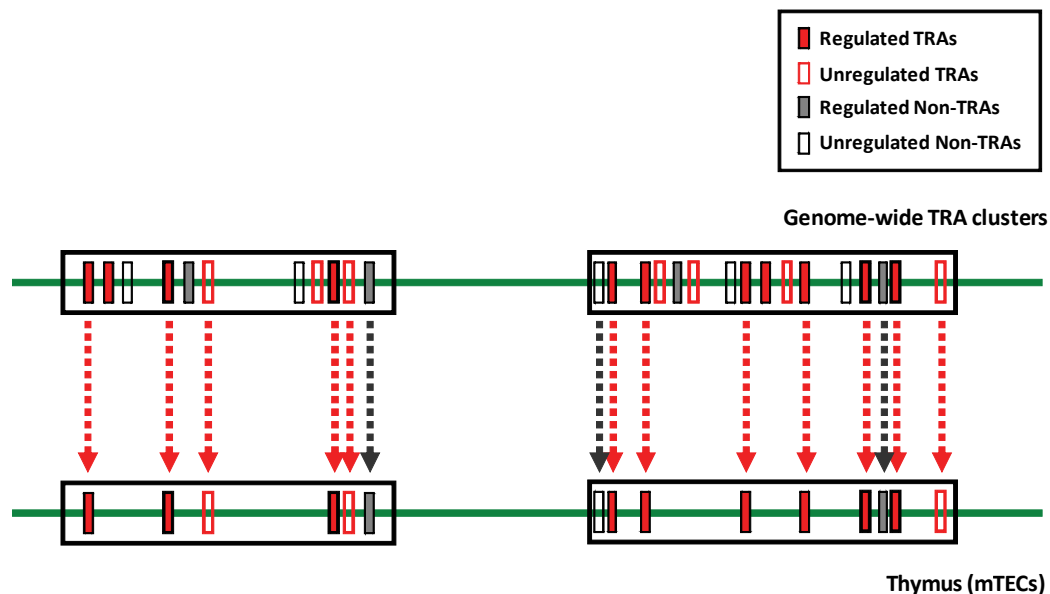 Regulated TRAs
Unregulated TRAs
Regulated Non-TRAs
Unregulated Non-TRAs
Genome-wide TRA clusters
Thymus (mTECs)